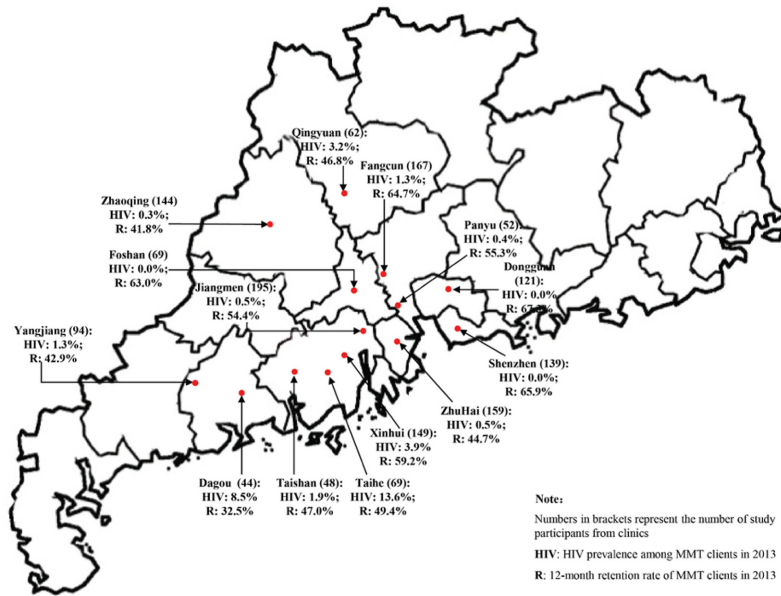 Qingyuan (62):
HIV: 3.2%;
R: 46.8%
Fangcun (167)
HIV: 1.3%;
R: 64.7%
Zhaoqing (144)
HIV: 0.3%;
R: 41.8%
Panyu (52):
HIV: 0.4%;
R: 55.3%
Foshan (69)
HIV: 0.0%;
R: 63.0%
Dongguan
(121):
HIV: 0.0%
R: 67.3%
Jiangmen (195):
HIV: 0.5%;
R: 54.4%
Yangjiang (94):
HIV: 1.3%;
R: 42.9%
Shenzhen (139):
HIV: 0.0%;
R: 65.9%
ZhuHai (159):
HIV: 0.5%;
R: 44.7%
Xinhui (149):
HIV: 3.9%
R: 59.2%
Dagou (44):
HIV: 8.5%
R: 32.5%
Taishan (48):
HIV: 1.9%;
R: 47.0%
Taihe (69):
HIV: 13.6%;
R: 49.4%
Note:
Numbers in brackets represent the number of study
participants from clinics
HIV: HIV prevalence among MMT clients in 2013
R: 12-month retention rate of MMT clients in 2013